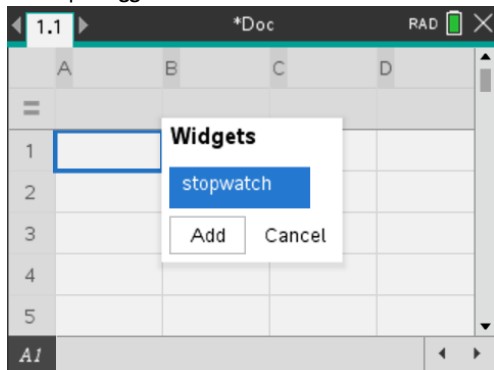 1.1 *Doc RAD
A B C D
=
1
2
3
4
5
Widgets
stopwatch
Add Cancel
A1